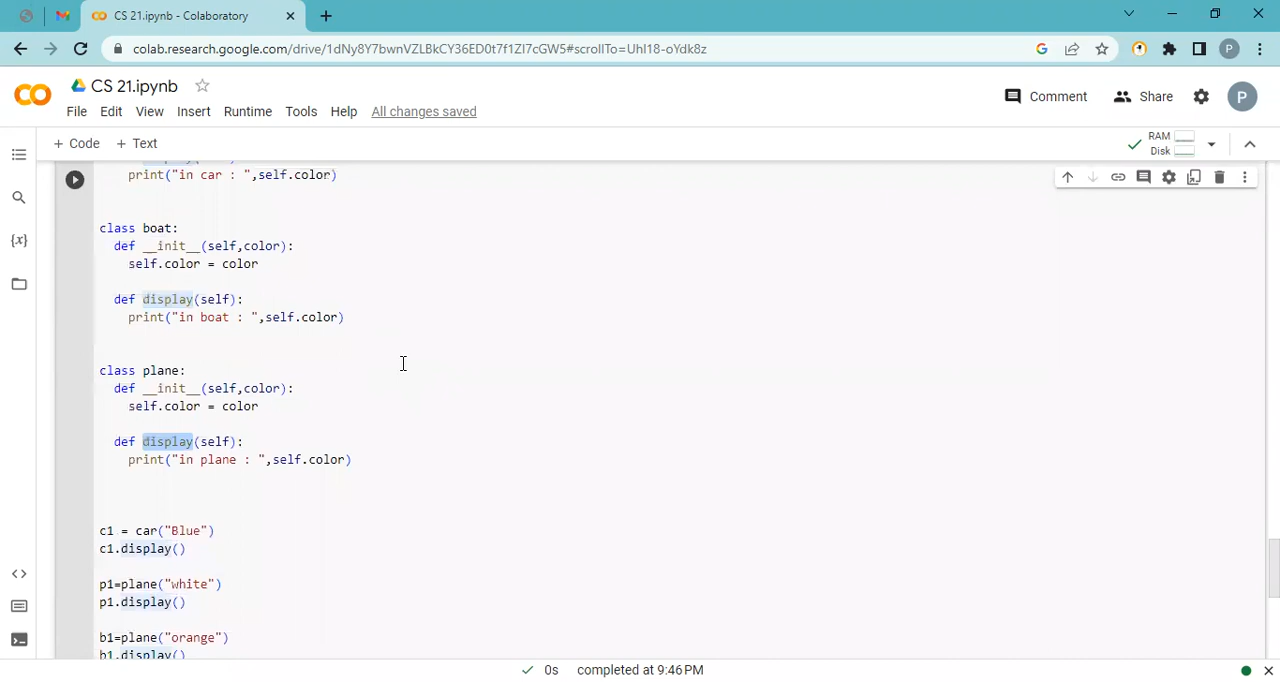 CS 21.ipynb - Colaboratory
colab.research.google.com/drive/1dNy8Y7bwnVZLBkCY36ED0t7f1ZI7cGW5#scrollTo=UhI18-oYdk8z
P
CS 21.ipynb
File Edit View Insert Runtime Tools Help All changes saved
Comment Share P
+ Code + Text
RAM
Disk
print("in car : ",self.color)
class boat:
def __init__(self,color):
self.color = color
def display(self):
print("in boat : ",self.color)
class plane:
def __init__(self,color):
self.color = color
def display(self):
print("in plane : ",self.color)
c1 = car("Blue")
c1.display()
p1=plane("white")
p1.display()
b1=plane("orange")
b1.display()
0s completed at 9:46 PM